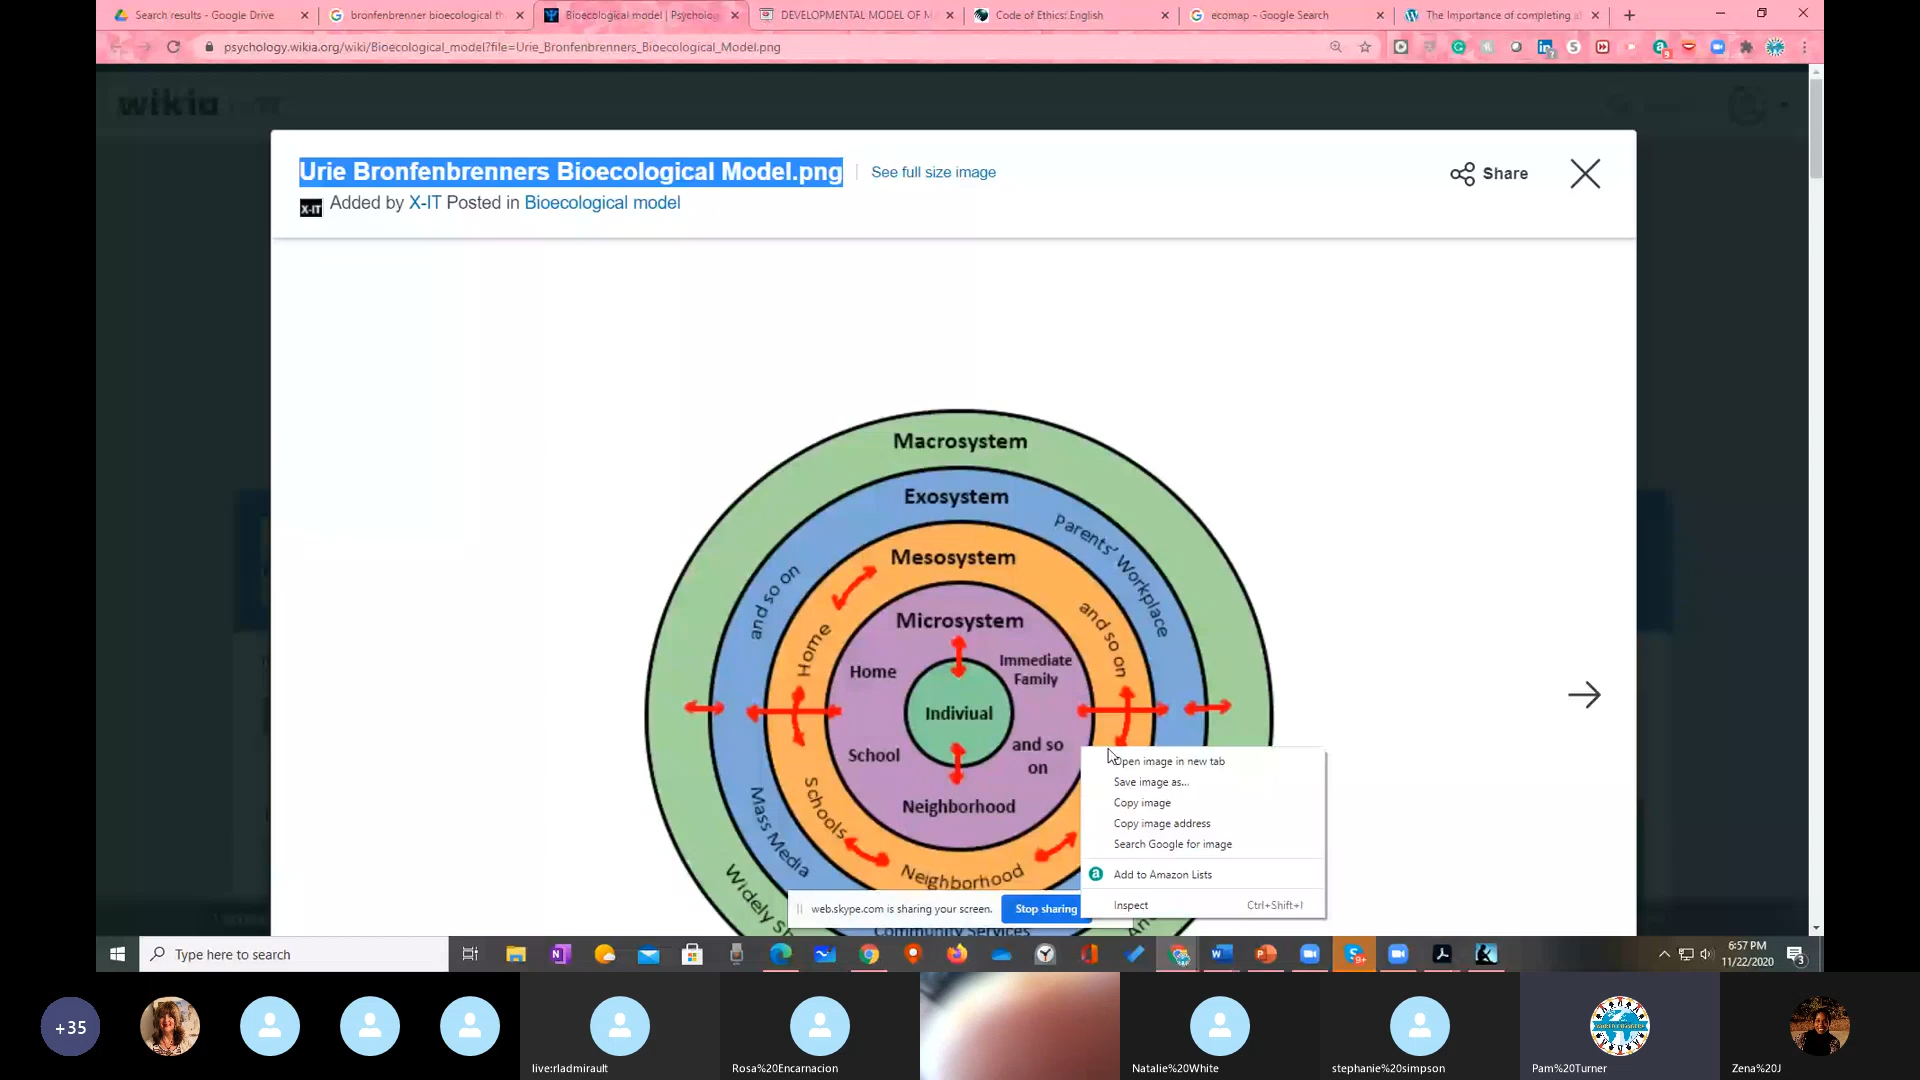 Search results - Google Drive
bronfenbrenner bioecological th
Bioecological model | Psycholog
DEVELOPMENTAL MODEL OF M
Code of Ethics: English
ecomap - Google Search
The Importance of completing a
psychology.wikia.org/wiki/Bioecological_model?file=Urie_Bronfenbrenners_Bioecological_Model.png
wikia
Urie Bronfenbrenners Bioecological Model.png
See full size image
Share
X-IT
Added by X-IT Posted in Bioecological model
Macrosystem
Exosystem
Parents' Workplace
Mesosystem
and so on
and so on
Home
Microsystem
Home
Immediate
Family
Indiviual
School
and so
on
Neighborhood
Schools
Mass Media
Neighborhood
Widely
Community Services
Open image in new tab
Save image as...
Copy image
Copy image address
Search Google for image
Add to Amazon Lists
Inspect Ctrl+Shift+I
web.skype.com is sharing your screen.
Stop sharing
Type here to search
6:57 PM
11/22/2020
+35
live:rladmirault
Rosa%20Encarnacion
Natalie%20White
stephanie%20simpson
Pam%20Turner
Zena%20J